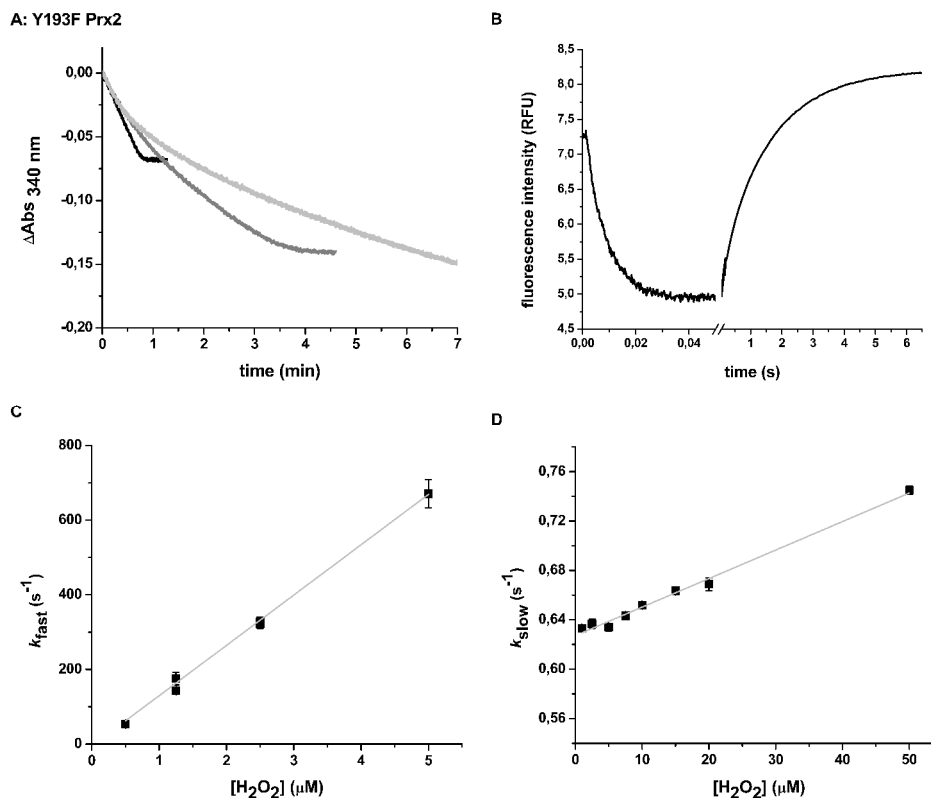 A: Y193F Prx2
B
0,00
-0,05
-0,10
-0,15
-0,20
ΔAbs 340 nm
0 1 2 3 4 5 6 7
time (min)
8,5
8,0
7,5
7,0
6,5
6,0
5,5
5,0
4,5
fluorescence intensity (RFU)
0,00 0,02 0,04 1 2 3 4 5 6
time (s)
C
800
600
400
200
0
kfast (s-1)
0 1 2 3 4 5
[H2O2] (μM)
D
0,76
0,72
0,68
0,64
0,60
0,56
kslow (s-1)
0 10 20 30 40 50
[H2O2] (μM)